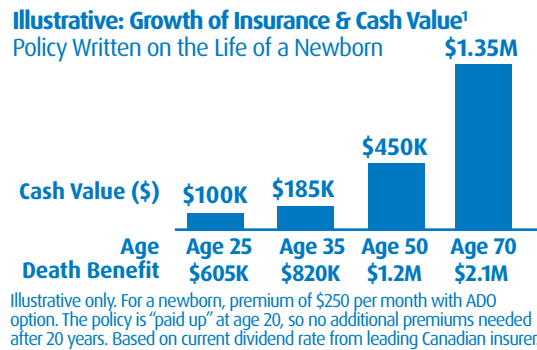 Illustrative: Growth of Insurance & Cash Value¹
Policy Written on the Life of a Newborn
$1.35M
$450K
Cash Value ($) $100K $185K
Age Age 25 Age 35 Age 50 Age 70
Death Benefit $605K $820K $1.2M $2.1M
Illustrative only. For a newborn, premium of $250 per month with ADO
option. The policy is “paid up” at age 20, so no additional premiums needed
after 20 years. Based on current dividend rate from leading Canadian insurer